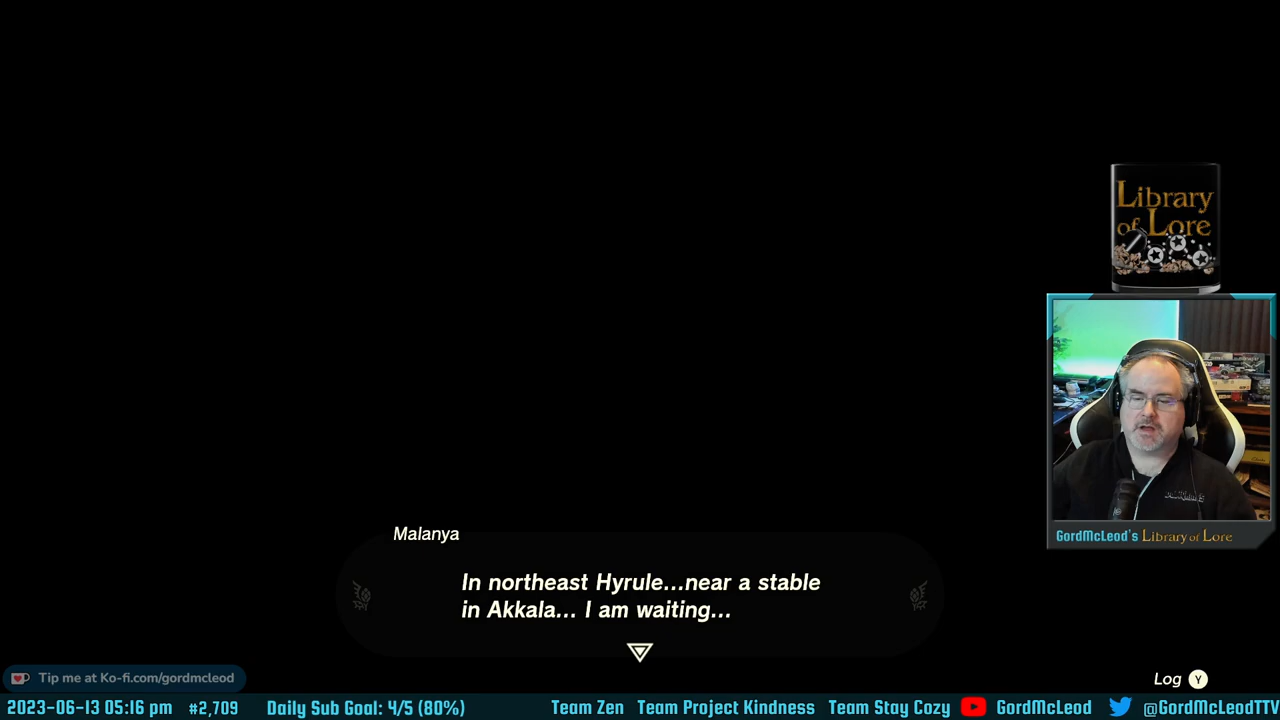 Library
of Lore
GordMcLeod's Library of Lore
Malanya
In northeast Hyrule...near a stable
in Akkala... I am waiting...
Tip me at Ko-fi.com/gordmcleod
Log Y
2023-06-13 05:16 pm #2,709 Daily Sub Goal: 4/5 (80%) Team Zen Team Project Kindness Team Stay Cozy GordMcLeod @GordMcLeodTTV